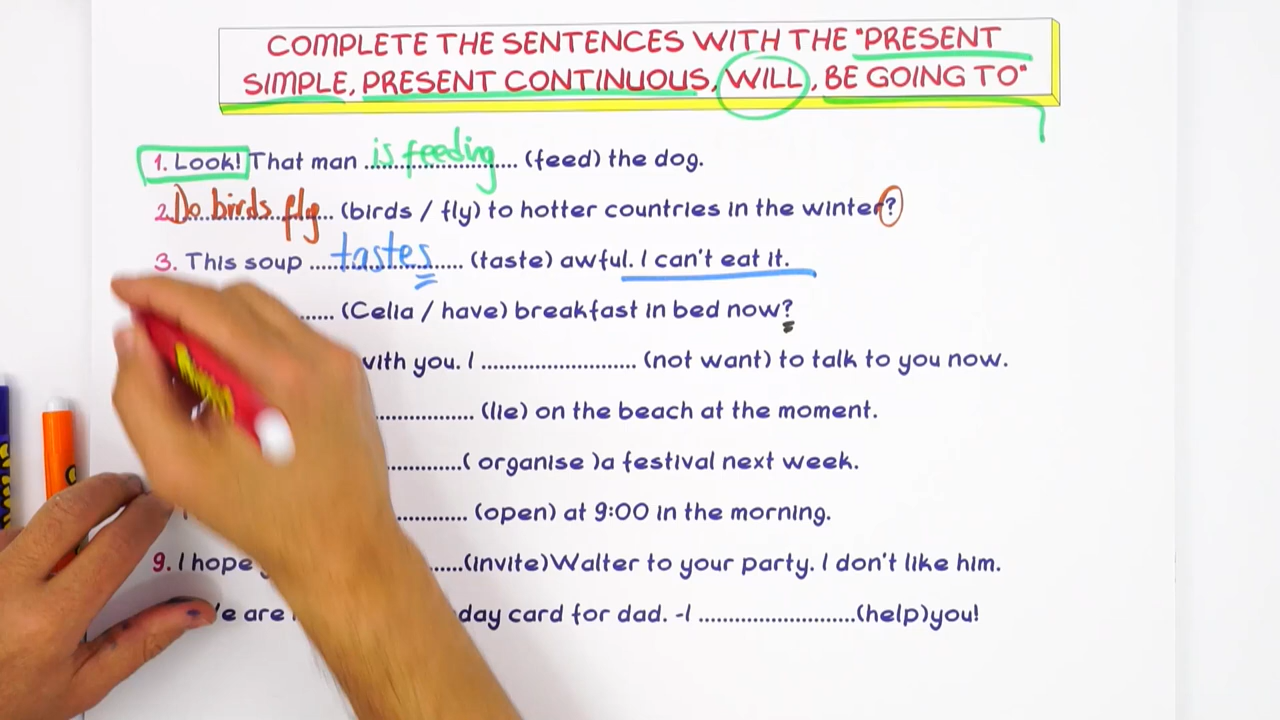 COMPLETE THE SENTENCES WITH THE "PRESENT
SIMPLE, PRESENT CONTINUOUS, WILL, BE GOING TO"
1. Look! That man is feeding (feed) the dog.
2. Do birds fly (birds / fly) to hotter countries in the winter?
3. This soup tastes (taste) awful. I can't eat it.
(Celia / have) breakfast in bed now?
with you. I ......................... (not want) to talk to you now.
................ (lie) on the beach at the moment.
............( organise )a festival next week.
............ (open) at 9:00 in the morning.
9. I hope ......(invite)Walter to your party. I don't like him.
are day card for dad. -I ..........................(help)you!